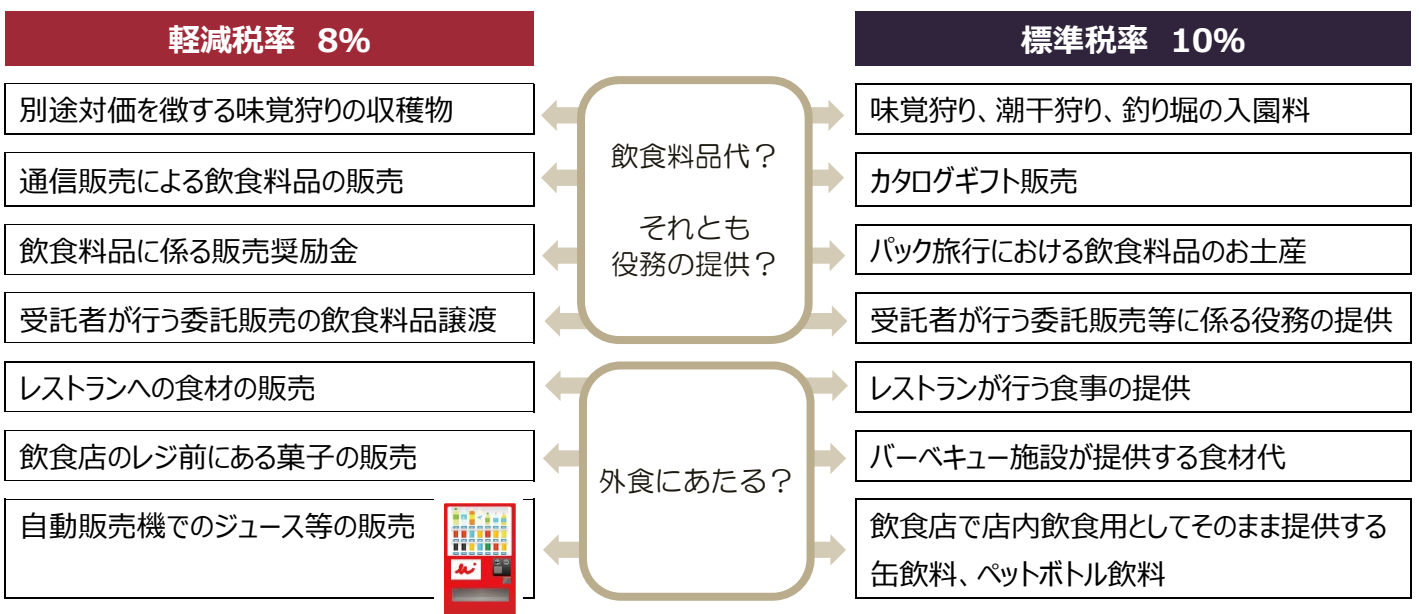 軽減税率 8%
標準税率 10%
別途対価を徴する味覚狩りの収穫物
通信販売による飲食料品の販売
飲食料品に係る販売奨励金
受託者が行う委託販売の飲食料品譲渡
レストランへの食材の販売
飲食店のレジ前にある菓子の販売
自動販売機でのジュース等の販売
飲食料品代？
それとも
役務の提供？
外食にあたる？
味覚狩り、潮干狩り、釣り堀の入園料
カタログギフト販売
パック旅行における飲食料品のお土産
受託者が行う委託販売等に係る役務の提供
レストランが行う食事の提供
バーベキュー施設が提供する食材代
飲食店で店内飲食用としてそのまま提供する
缶飲料、ペットボトル飲料